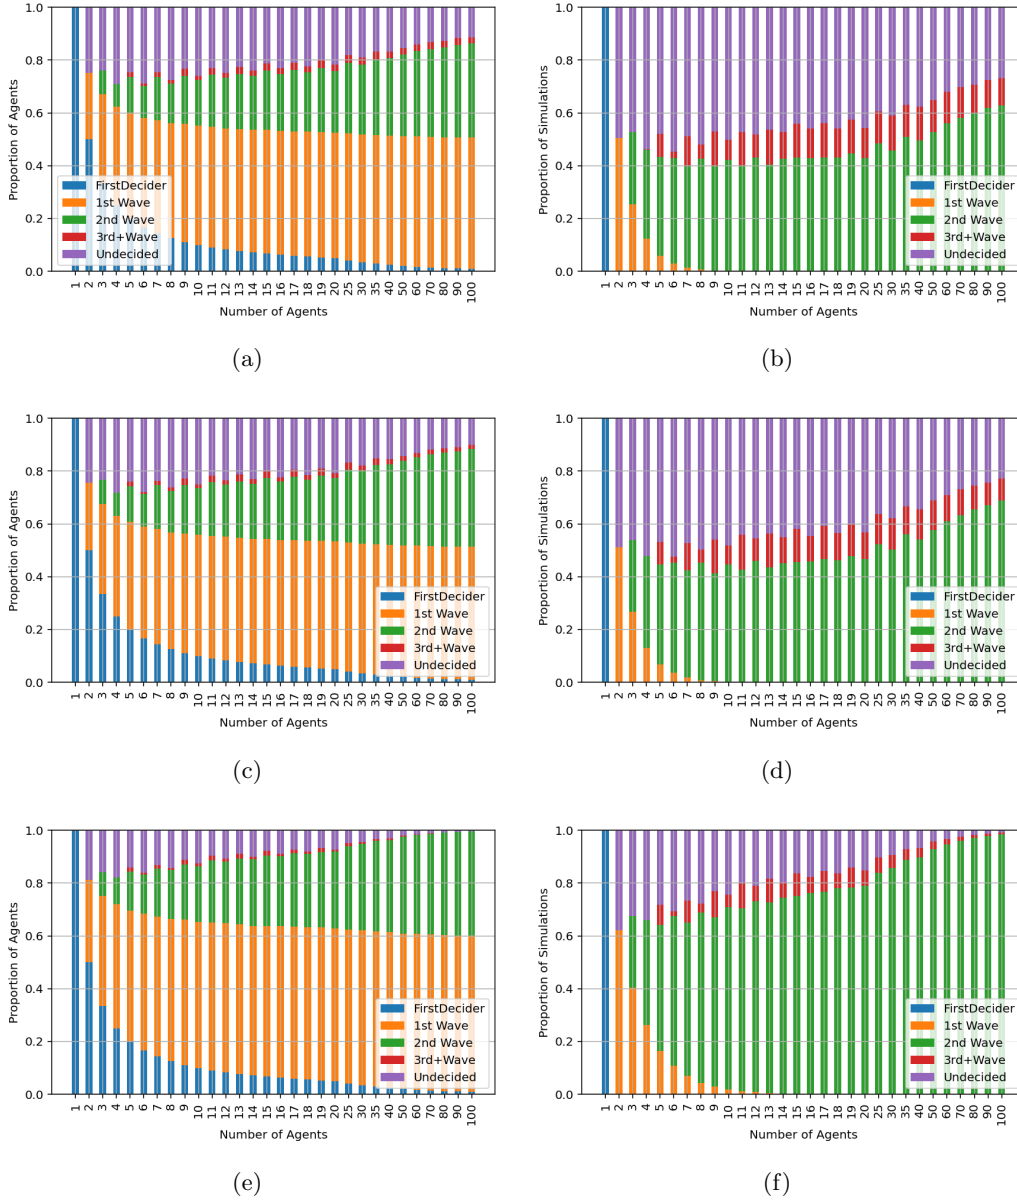 Proportion of Agents
1.0
0.8
0.6
0.4
0.2
0.0
FirstDecider
1st Wave
2nd Wave
3rd+Wave
Undecided
1 2 3 4 5 6 7 8 9 10 11 12 13 14 15 16 17 18 19 20 25 30 35 40 50 60 70 80 90 100
Number of Agents
(a)
Proportion of Simulations
1.0
0.8
0.6
0.4
0.2
0.0
FirstDecider
1st Wave
2nd Wave
3rd+Wave
Undecided
1 2 3 4 5 6 7 8 9 10 11 12 13 14 15 16 17 18 19 20 25 30 35 40 50 60 70 80 90 100
Number of Agents
(b)
Proportion of Agents
1.0
0.8
0.6
0.4
0.2
0.0
FirstDecider
1st Wave
2nd Wave
3rd+Wave
Undecided
1 2 3 4 5 6 7 8 9 10 11 12 13 14 15 16 17 18 19 20 25 30 35 40 50 60 70 80 90 100
Number of Agents
(c)
Proportion of Simulations
1.0
0.8
0.6
0.4
0.2
0.0
FirstDecider
1st Wave
2nd Wave
3rd+Wave
Undecided
1 2 3 4 5 6 7 8 9 10 11 12 13 14 15 16 17 18 19 20 25 30 35 40 50 60 70 80 90 100
Number of Agents
(d)
Proportion of Agents
1.0
0.8
0.6
0.4
0.2
0.0
FirstDecider
1st Wave
2nd Wave
3rd+Wave
Undecided
1 2 3 4 5 6 7 8 9 10 11 12 13 14 15 16 17 18 19 20 25 30 35 40 50 60 70 80 90 100
Number of Agents
(e)
Proportion of Simulations
1.0
0.8
0.6
0.4
0.2
0.0
FirstDecider
1st Wave
2nd Wave
3rd+Wave
Undecided
1 2 3 4 5 6 7 8 9 10 11 12 13 14 15 16 17 18 19 20 25 30 35 40 50 60 70 80 90 100
Number of Agents
(f)